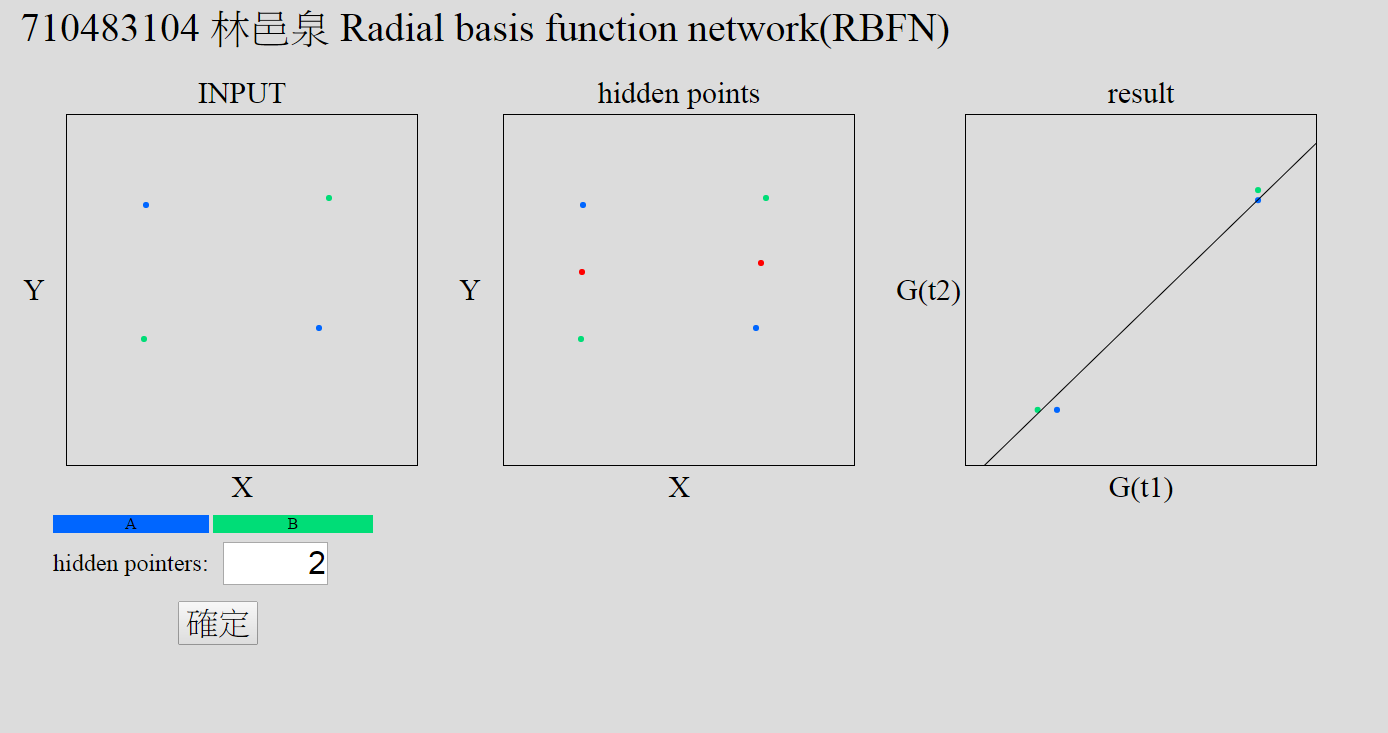 710483104 林邑泉 Radial basis function network(RBFN)
INPUT
hidden points
result
Y
Y
G(t2)
X
X
G(t1)
A
B
hidden pointers:
2
確定